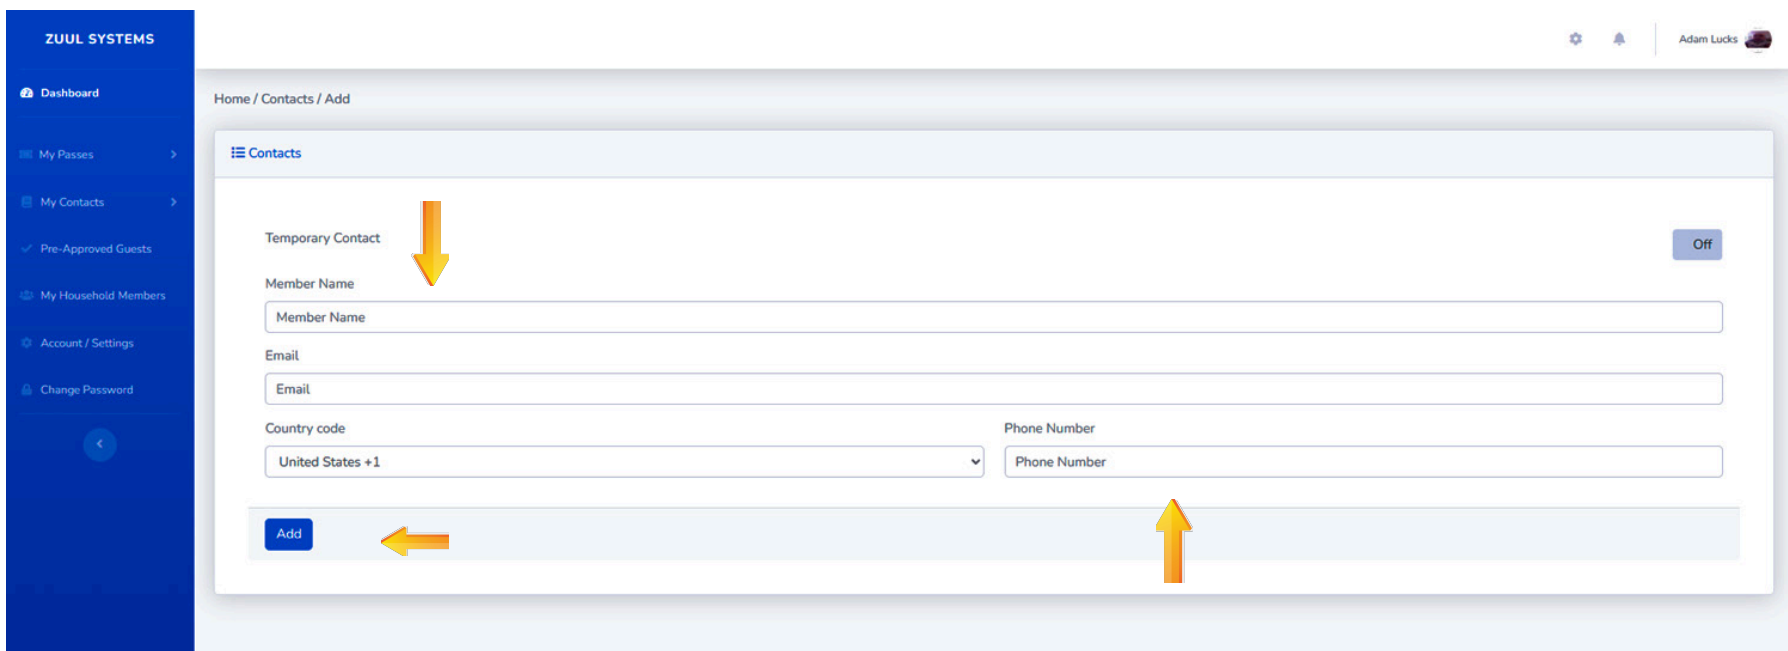 ZUUL SYSTEMS
Adam Lucks
Dashboard
My Passes
My Contacts
Pre-Approved Guests
My Household Members
Account / Settings
Change Password
Home / Contacts / Add
Contacts
Temporary Contact
Off
Member Name
Member Name
Email
Email
Country code
Phone Number
United States +1
Phone Number
Add